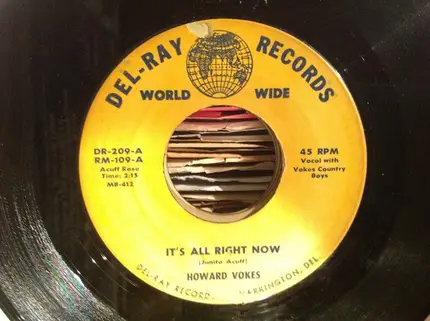 DEL-RAY RECORDS
WORLD WIDE
DR-209-A
RM-109-A
Acuff Rose
Time: 2:15
MB-412
45 RPM
Vocal with
Vokes Country
Boys
IT'S ALL RIGHT NOW
(Junita Acuff)
HOWARD VOKES
DEL-RAY RECORD ARRINGTON, DEL.